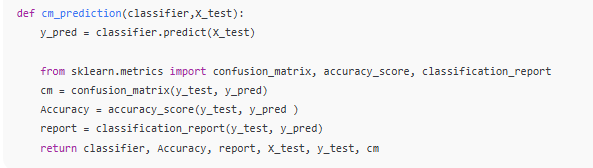 def cm_prediction(classifier,X_test):
    y_pred = classifier.predict(X_test)

    from sklearn.metrics import confusion_matrix, accuracy_score, classification_report
    cm = confusion_matrix(y_test, y_pred)
    Accuracy = accuracy_score(y_test, y_pred )
    report = classification_report(y_test, y_pred)
    return classifier, Accuracy, report, X_test, y_test, cm